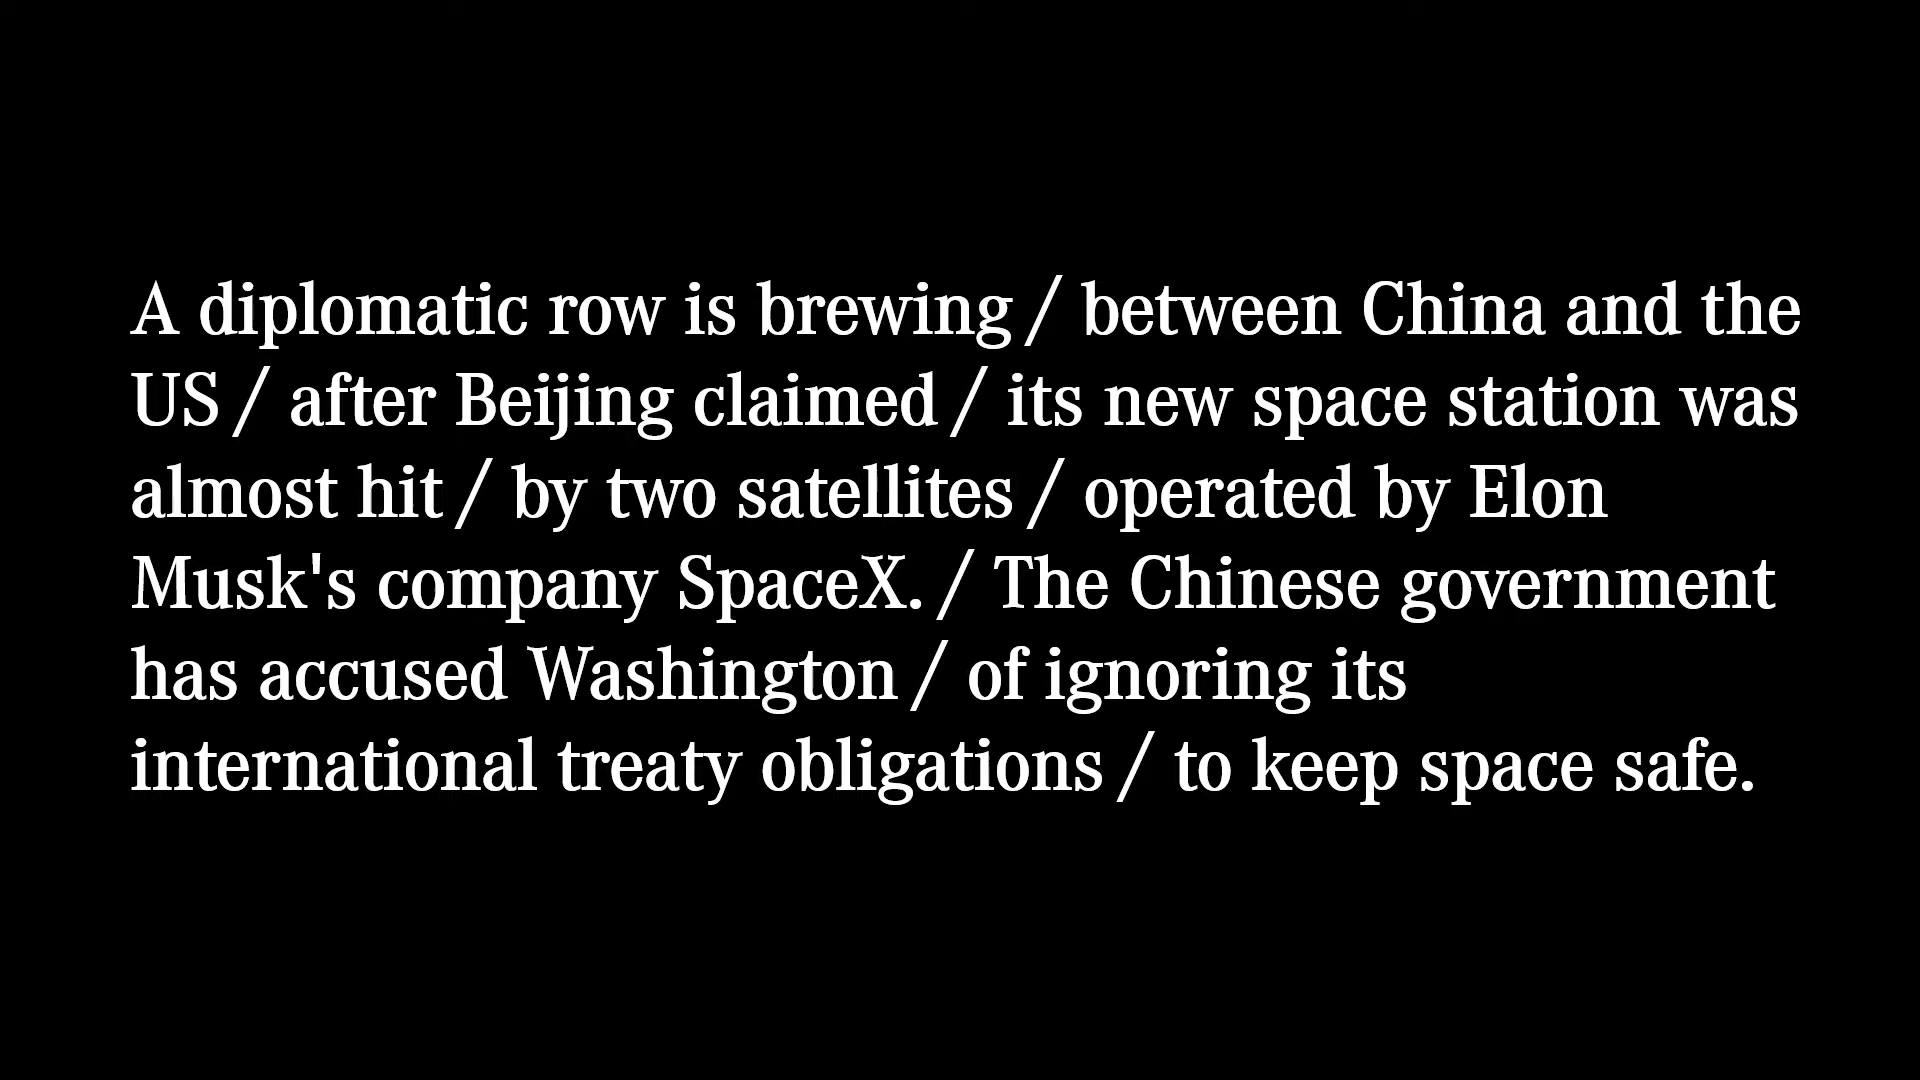 A diplomatic row is brewing / between China and the
US / after Beijing claimed / its new space station was
almost hit / by two satellites / operated by Elon
Musk's company SpaceX. / The Chinese government
has accused Washington / of ignoring its
international treaty obligations / to keep space safe.